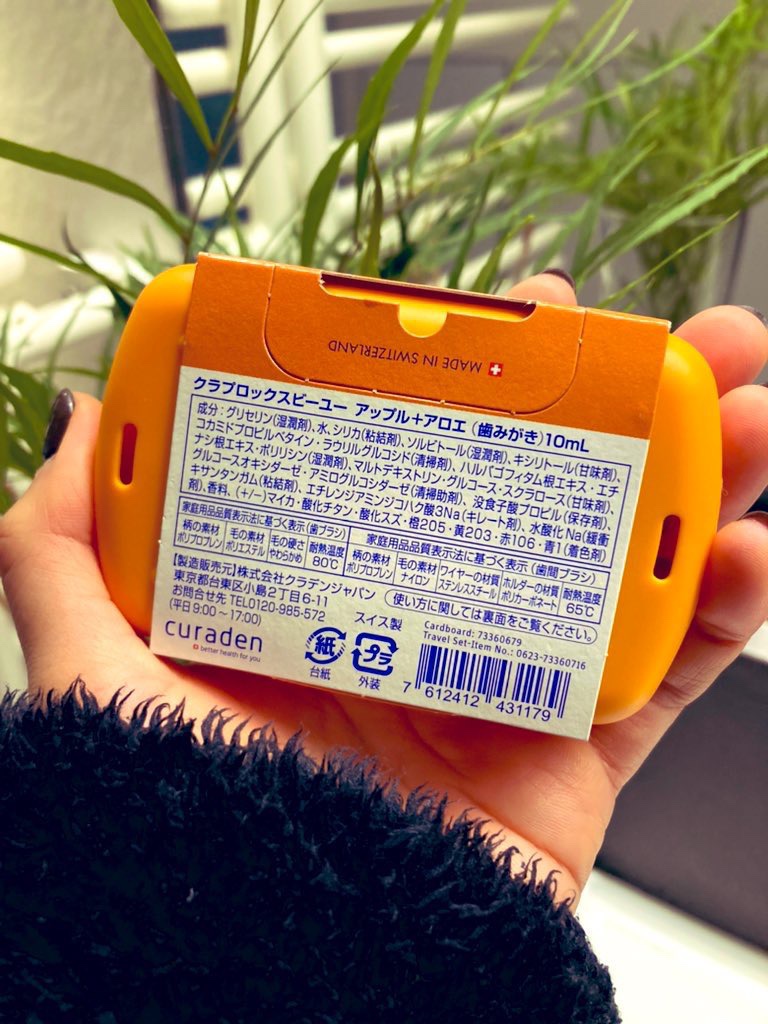 MADE IN SWITZERLAND
クラプロックスビーユー アップル+アロエ (歯みがき)10mL
成分:グリセリン(湿潤剤)、水、シリカ(粘結剤)、ソルビトール(湿潤剤)、キシリトール(甘味剤)、
コカミドプロピルベタイン・ラウリルグルコシド(清掃剤)、ハルパゴフィタム根エキス・エチ
ナシ根エキス・ポリリシン(湿潤剤)、マルトデキストリン・グルコース・スクラロース(甘味剤)、
グルコースオキシダーゼ・アミログルコシダーゼ(清掃助剤)、没食子酸プロピル(保存剤)、
キサンタンガム(粘結剤)、エチレンジアミンジコハク酸3Na(キレート剤)、水酸化Na(緩衝
剤)、香料、(+/-)マイカ・酸化チタン・酸化スズ・橙205・黄203・赤106・青1(着色剤)
家庭用品品質表示法に基づく表示(歯ブラシ)
柄の素材 ポリプロプレン
毛の素材 ポリエステル
毛の硬さ やわらかめ
耐熱温度 80℃
家庭用品品質表示法に基づく表示(歯間ブラシ)
柄の素材 ポリプロプレン
毛の素材 ナイロン
ワイヤーの材質 ステンレススチール
ホルダーの材質 ポリカーボネート
耐熱温度 65℃
【製造販売元】株式会社クラデンジャパン
東京都台東区小島2丁目6-11
お問合せ先 TEL0120-985-572
(平日9:00~17:00)
使い方に関しては裏面をご覧ください。
curaden
better health for you
スイス製
紙
台紙
プラ
外装
Cardboard: 73360679
Travel Set-Item No.: 0623-73360716
7 612412 431179